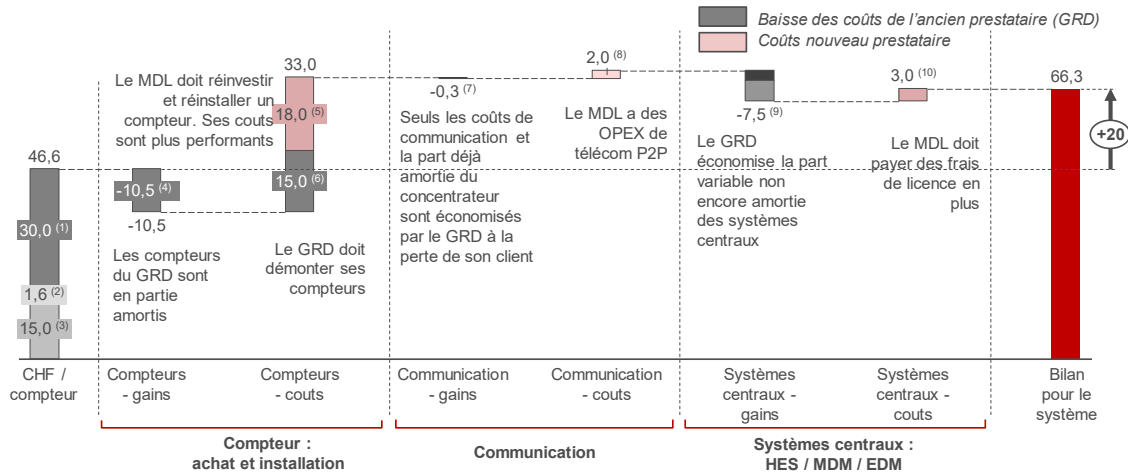 Baisse des coûts de l'ancien prestataire (GRD)
Coûts nouveau prestataire
46,6
30,0 (1)
1,6 (2)
15,0 (3)
-10,5 (4)
-10,5
Les compteurs
du GRD sont
en partie
amortis
Le MDL doit réinvestir
et réinstaller un
compteur. Ses couts
sont plus performants
33,0
18,0 (5)
15,0 (6)
Le GRD doit
démonter ses
compteurs
-0,3 (7)
Seuls les coûts de
communication et
la part déjà
amortie du
concentrateur
sont économisés
par le GRD à la
perte de son client
2,0 (8)
Le MDL a des
OPEX de
télécom P2P
-7,5 (9)
Le GRD
économise la part
variable non
encore amortie
des systèmes
centraux
3,0 (10)
Le MDL doit
payer des frais
de licence en
plus
66,3
+20
CHF /
compteur
Compteurs
- gains
Compteurs
- couts
Communication
- gains
Communication
- couts
Systèmes
centraux -
gains
Systèmes
centraux -
couts
Bilan
pour le
système
Compteur :
achat et installation
Communication
Systèmes centraux :
HES / MDM / EDM